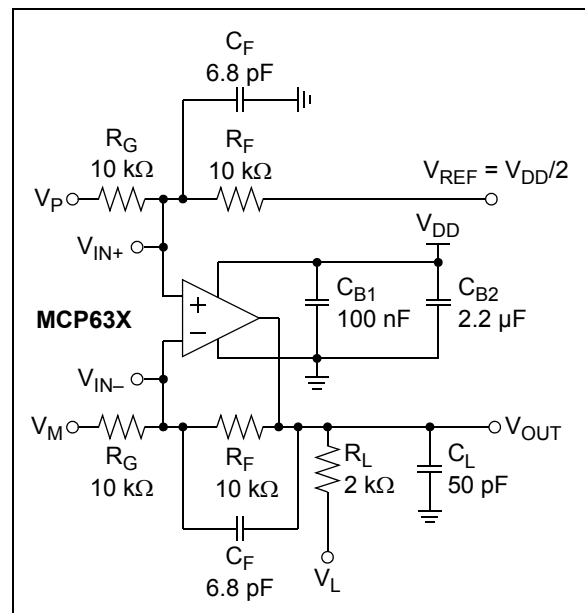 C_F
6.8 pF
R_G
10 kΩ
R_F
10 kΩ
V_REF = V_DD/2
V_P
V_DD
V_IN+
C_B1
100 nF
C_B2
2.2 µF
+
MCP63X
−
V_IN–
V_M
V_OUT
R_G
10 kΩ
R_F
10 kΩ
R_L
2 kΩ
C_L
50 pF
C_F
6.8 pF
V_L